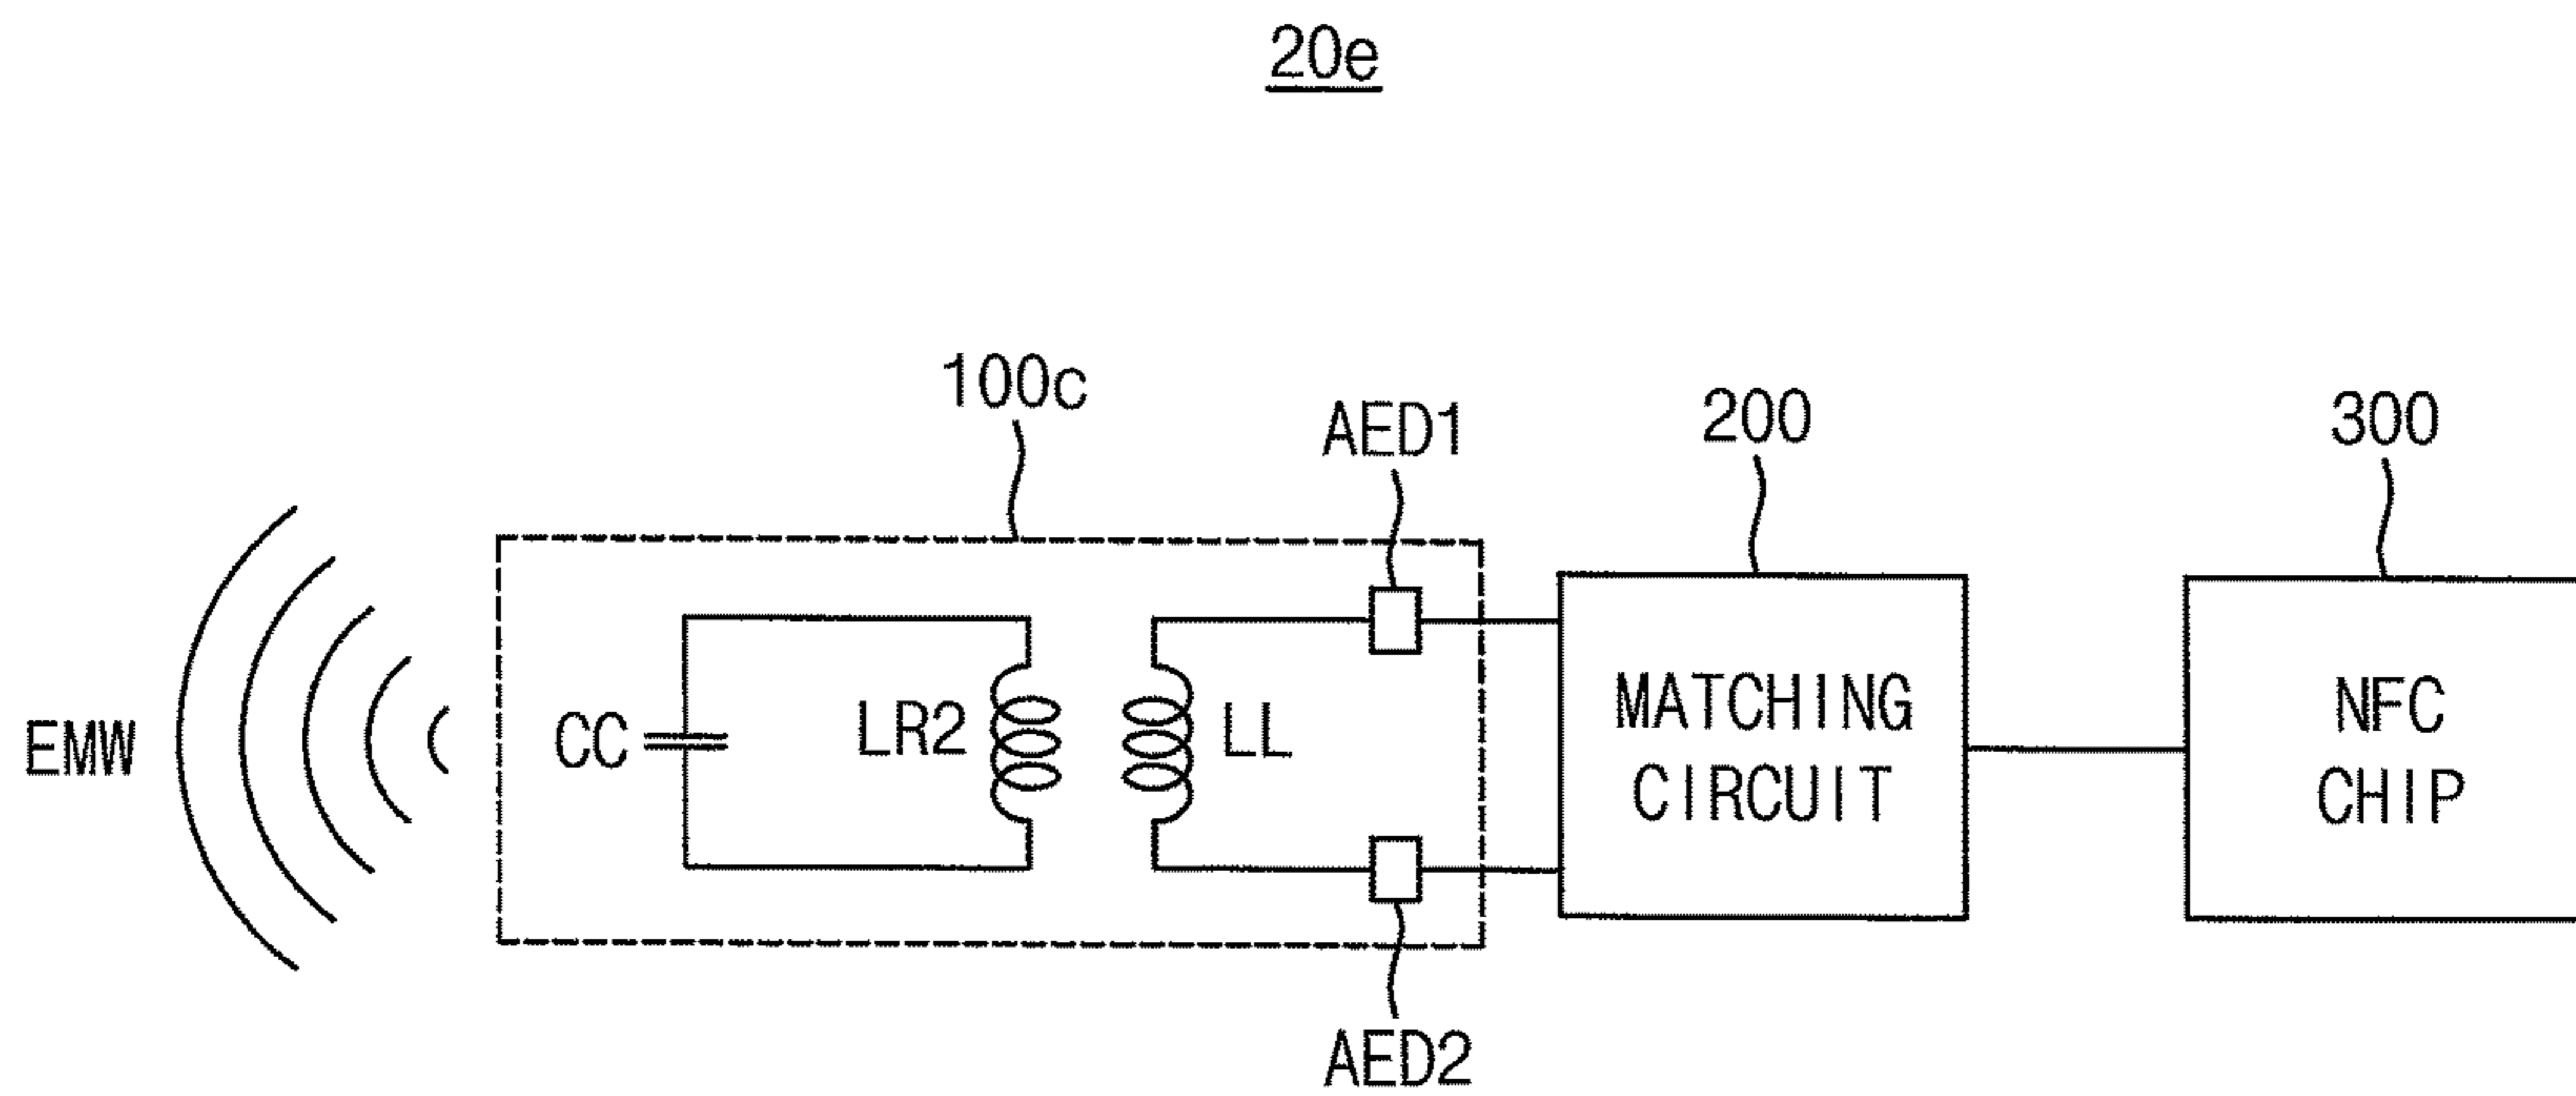 20e
100c
AED1
200
300
EMW
CC
LR2
LL
MATCHING
CIRCUIT
NFC
CHIP
AED2